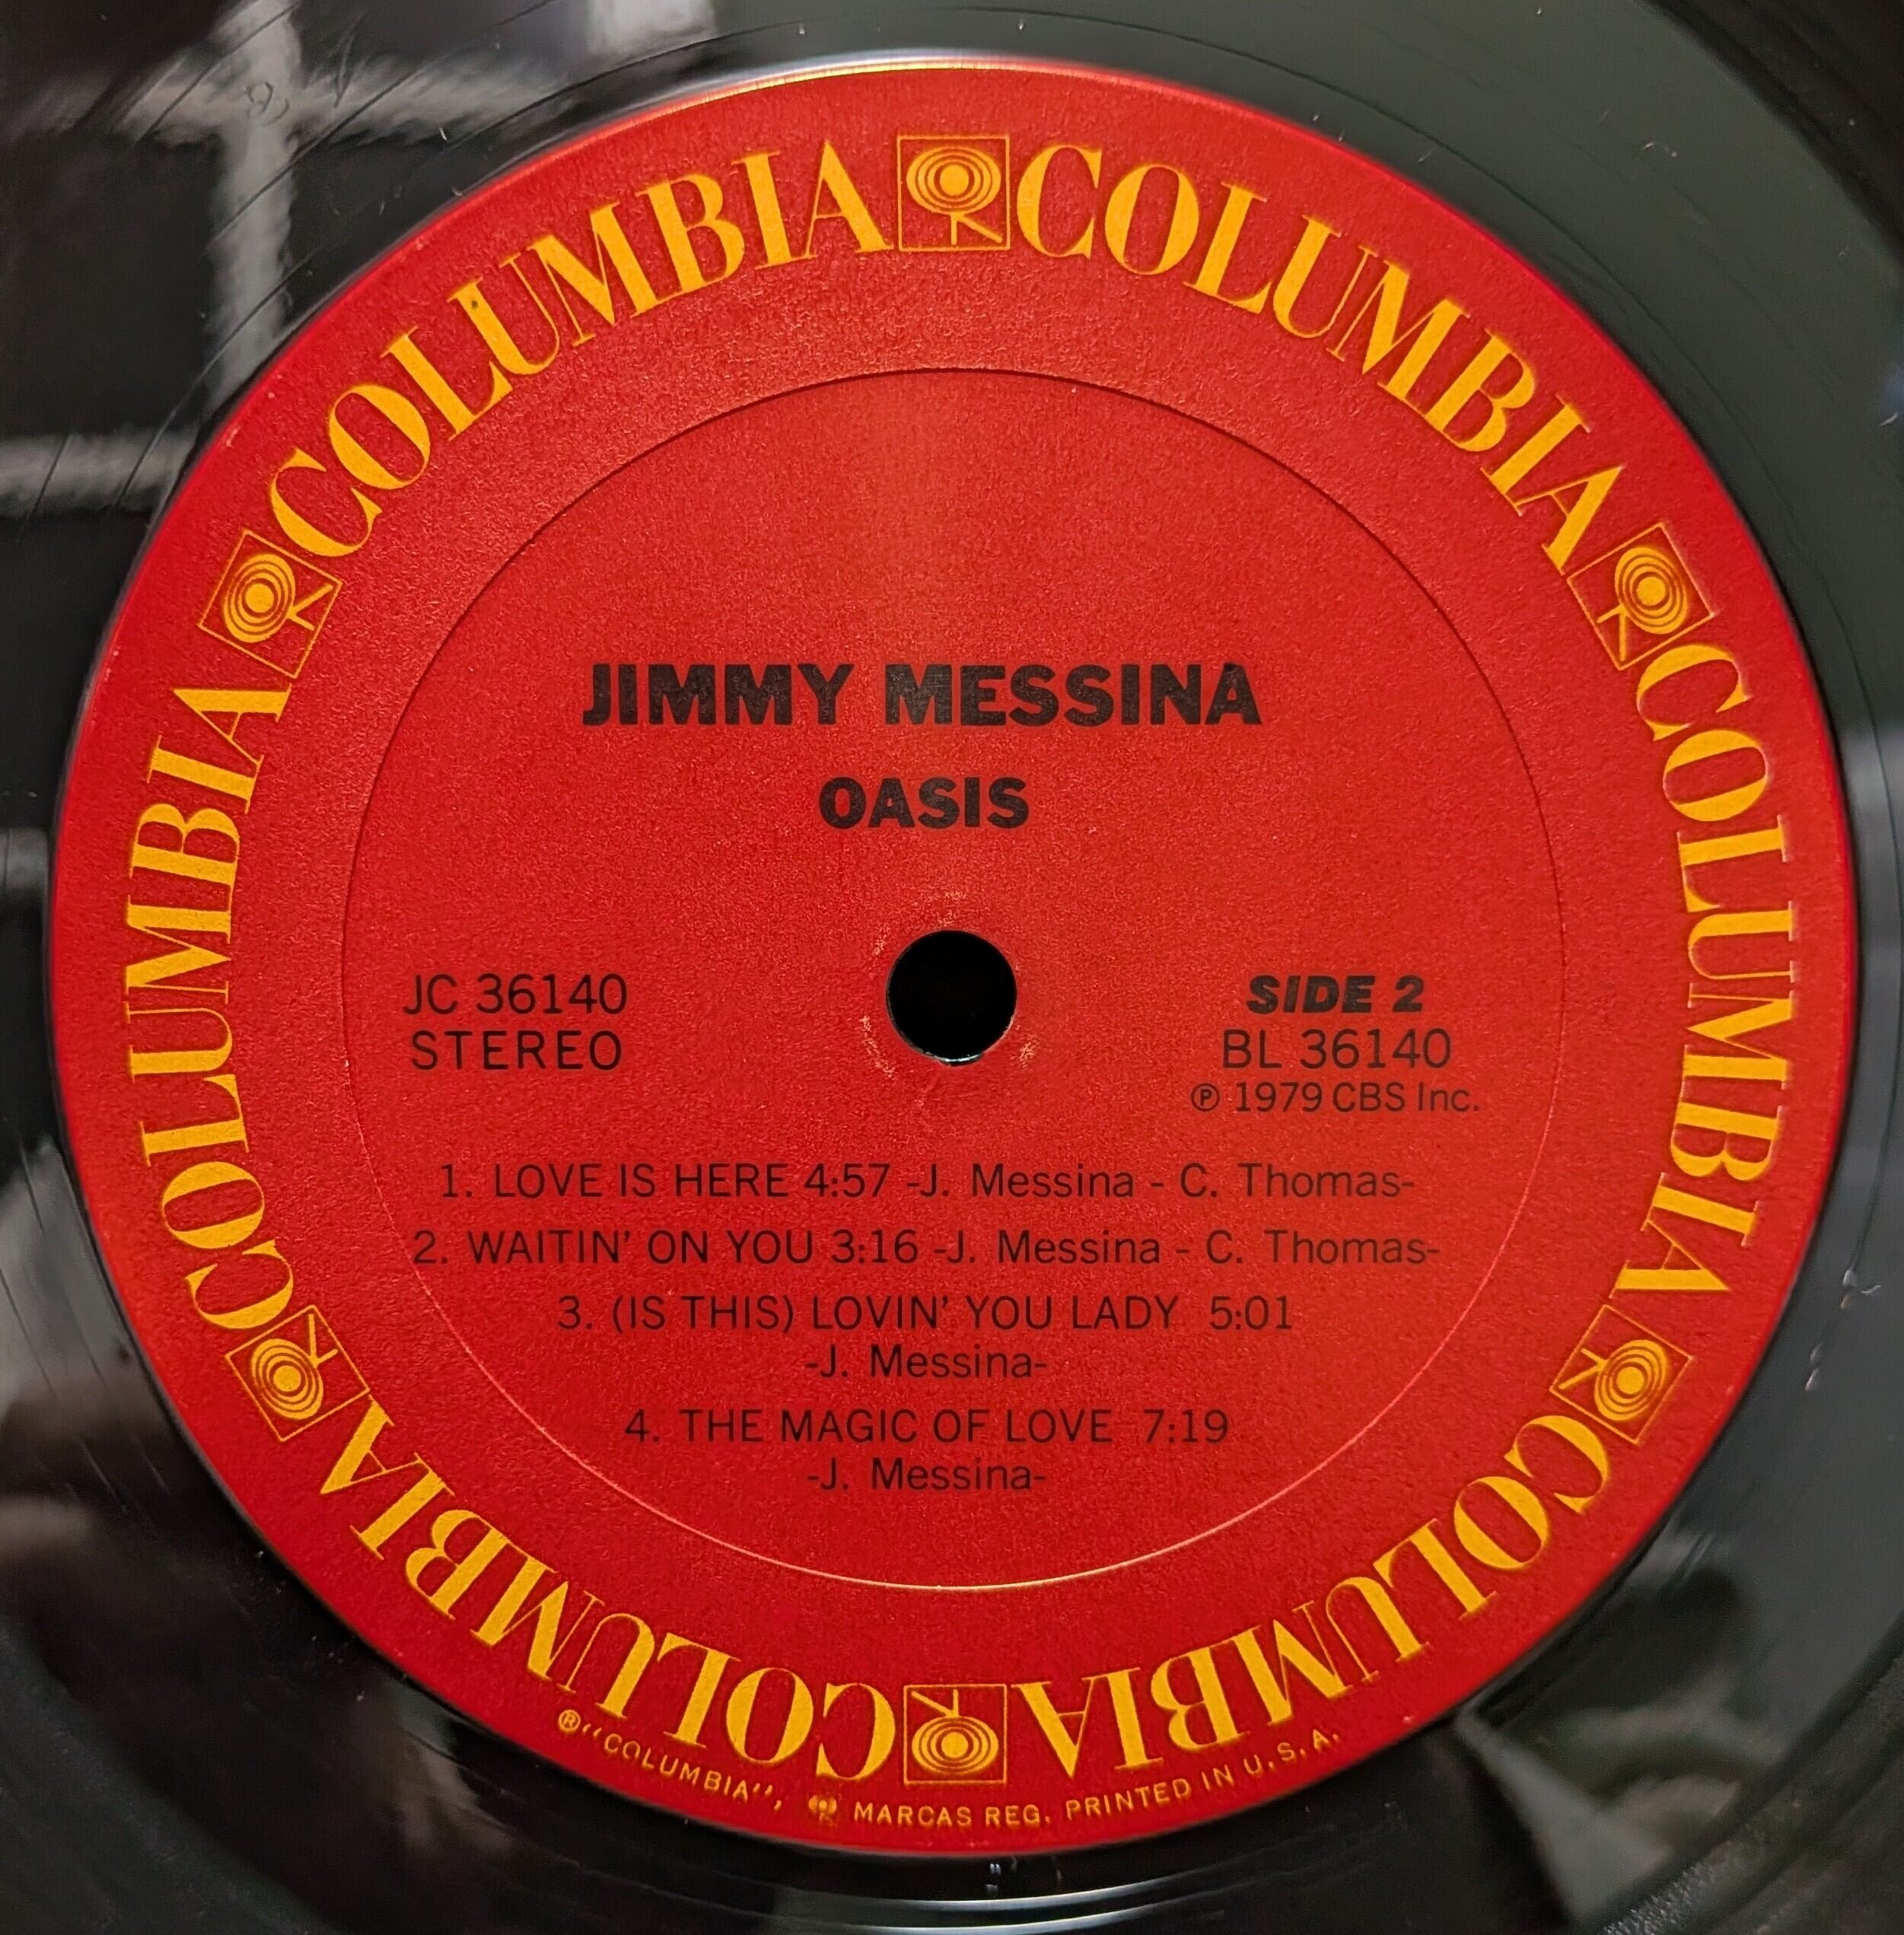 COLUMBIA COLUMBIA COLUMBIA COLUMBIA COLUMBIA COLUMBIA
JIMMY MESSINA
OASIS
JC 36140
STEREO
SIDE 2
BL 36140
℗ 1979 CBS Inc.
1. LOVE IS HERE 4:57 -J. Messina - C. Thomas-
2. WAITIN' ON YOU 3:16 -J. Messina - C. Thomas-
3. (IS THIS) LOVIN' YOU LADY 5:01
-J. Messina-
4. THE MAGIC OF LOVE 7:19
-J. Messina-
®"COLUMBIA", MARCAS REG. PRINTED IN U.S.A.